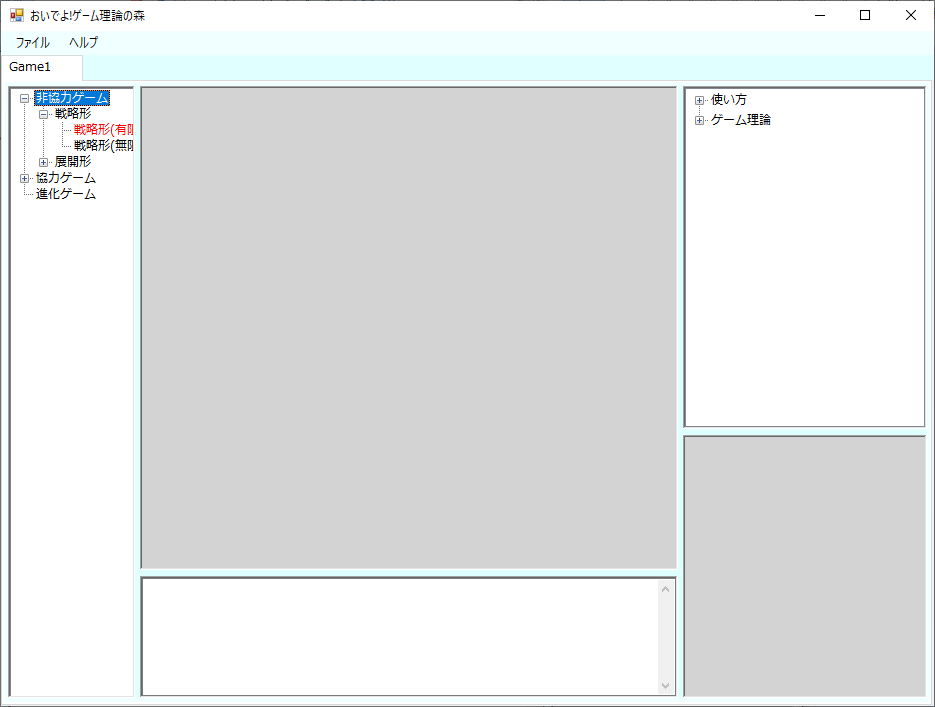 おいでよ!ゲーム理論の森
ファイル ヘルプ
Game1
非協力ゲーム
戦略形
戦略形(有限
戦略形(無限
展開形
協力ゲーム
進化ゲーム
使い方
ゲーム理論